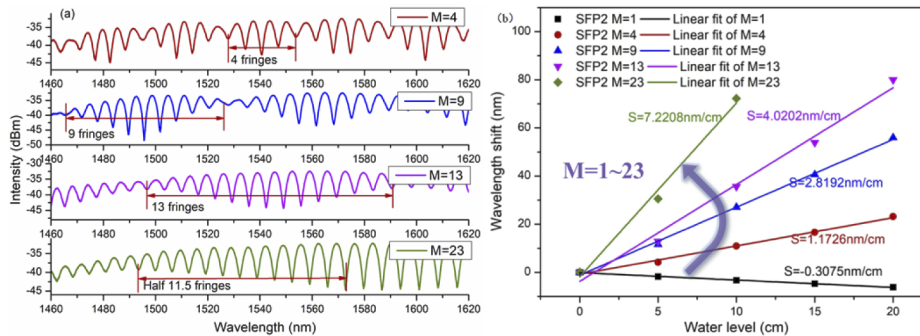 (a)
M=4
4 fringes
-35
-40
-45
1460 1480 1500 1520 1540 1560 1580 1600 1620
M=9
9 fringes
-35
-40
-45
1460 1480 1500 1520 1540 1560 1580 1600 1620
M=13
13 fringes
-30
-35
-40
-45
1460 1480 1500 1520 1540 1560 1580 1600 1620
M=23
Half 11.5 fringes
-35
-40
-45
1460 1480 1500 1520 1540 1560 1580 1600 1620
Intensity (dBm)
Wavelength (nm)
(b)
SFP2 M=1 Linear fit of M=1
SFP2 M=4 Linear fit of M=4
SFP2 M=9 Linear fit of M=9
SFP2 M=13 Linear fit of M=13
SFP2 M=23 Linear fit of M=23
S=7.2208nm/cm
S=4.0202nm/cm
M=1~23
S=2.8192nm/cm
S=1.1726nm/cm
S=-0.3075nm/cm
80
60
40
20
0
0 5 10 15 20
Wavelength shift (nm)
Water level (cm)